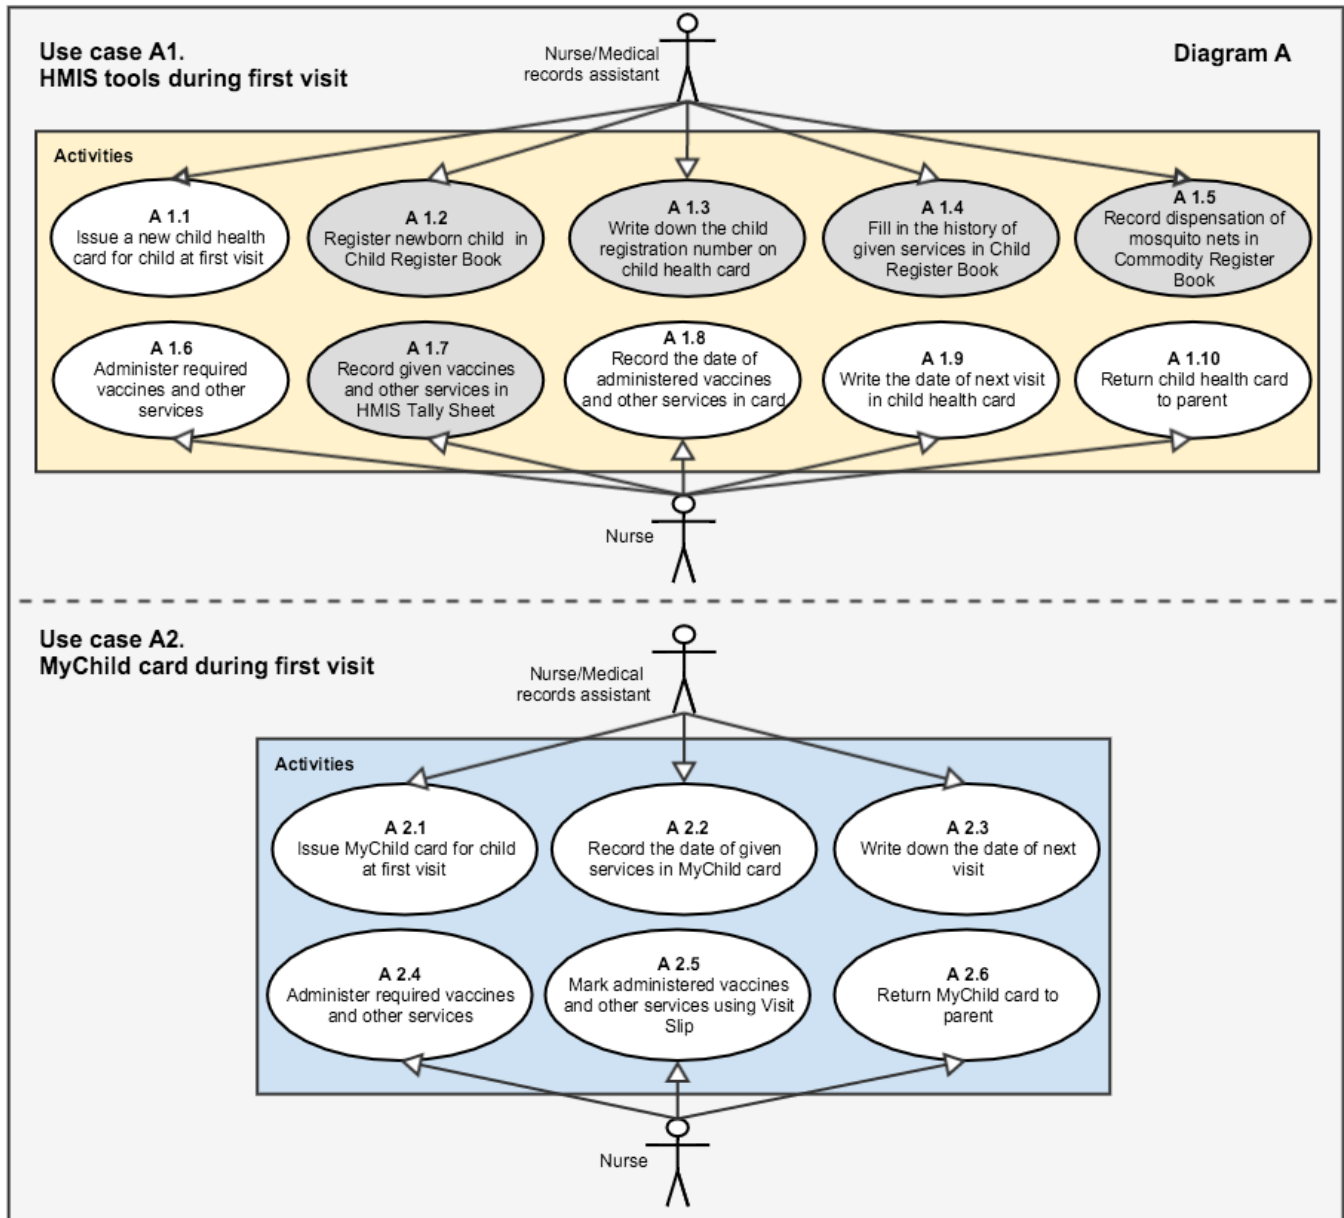 Use case A1.
HMIS tools during first visit
Nurse/Medical
records assistant
Diagram A
Activities
A 1.1
Issue a new child health
card for child at first visit
A 1.2
Register newborn child in
Child Register Book
A 1.3
Write down the child
registration number on
child health card
A 1.4
Fill in the history of
given services in Child
Register Book
A 1.5
Record dispensation of
mosquito nets in
Commodity Register
Book
A 1.6
Administer required
vaccines and other
services
A 1.7
Record given vaccines
and other services in
HMIS Tally Sheet
A 1.8
Record the date of
administered vaccines
and other services in card
A 1.9
Write the date of next visit
in child health card
A 1.10
Return child health card
to parent
Nurse
Use case A2.
MyChild card during first visit
Nurse/Medical
records assistant
Activities
A 2.1
Issue MyChild card for child
at first visit
A 2.2
Record the date of given
services in MyChild card
A 2.3
Write down the date of next
visit
A 2.4
Administer required vaccines
and other services
A 2.5
Mark administered vaccines
and other services using Visit
Slip
A 2.6
Return MyChild card to
parent
Nurse